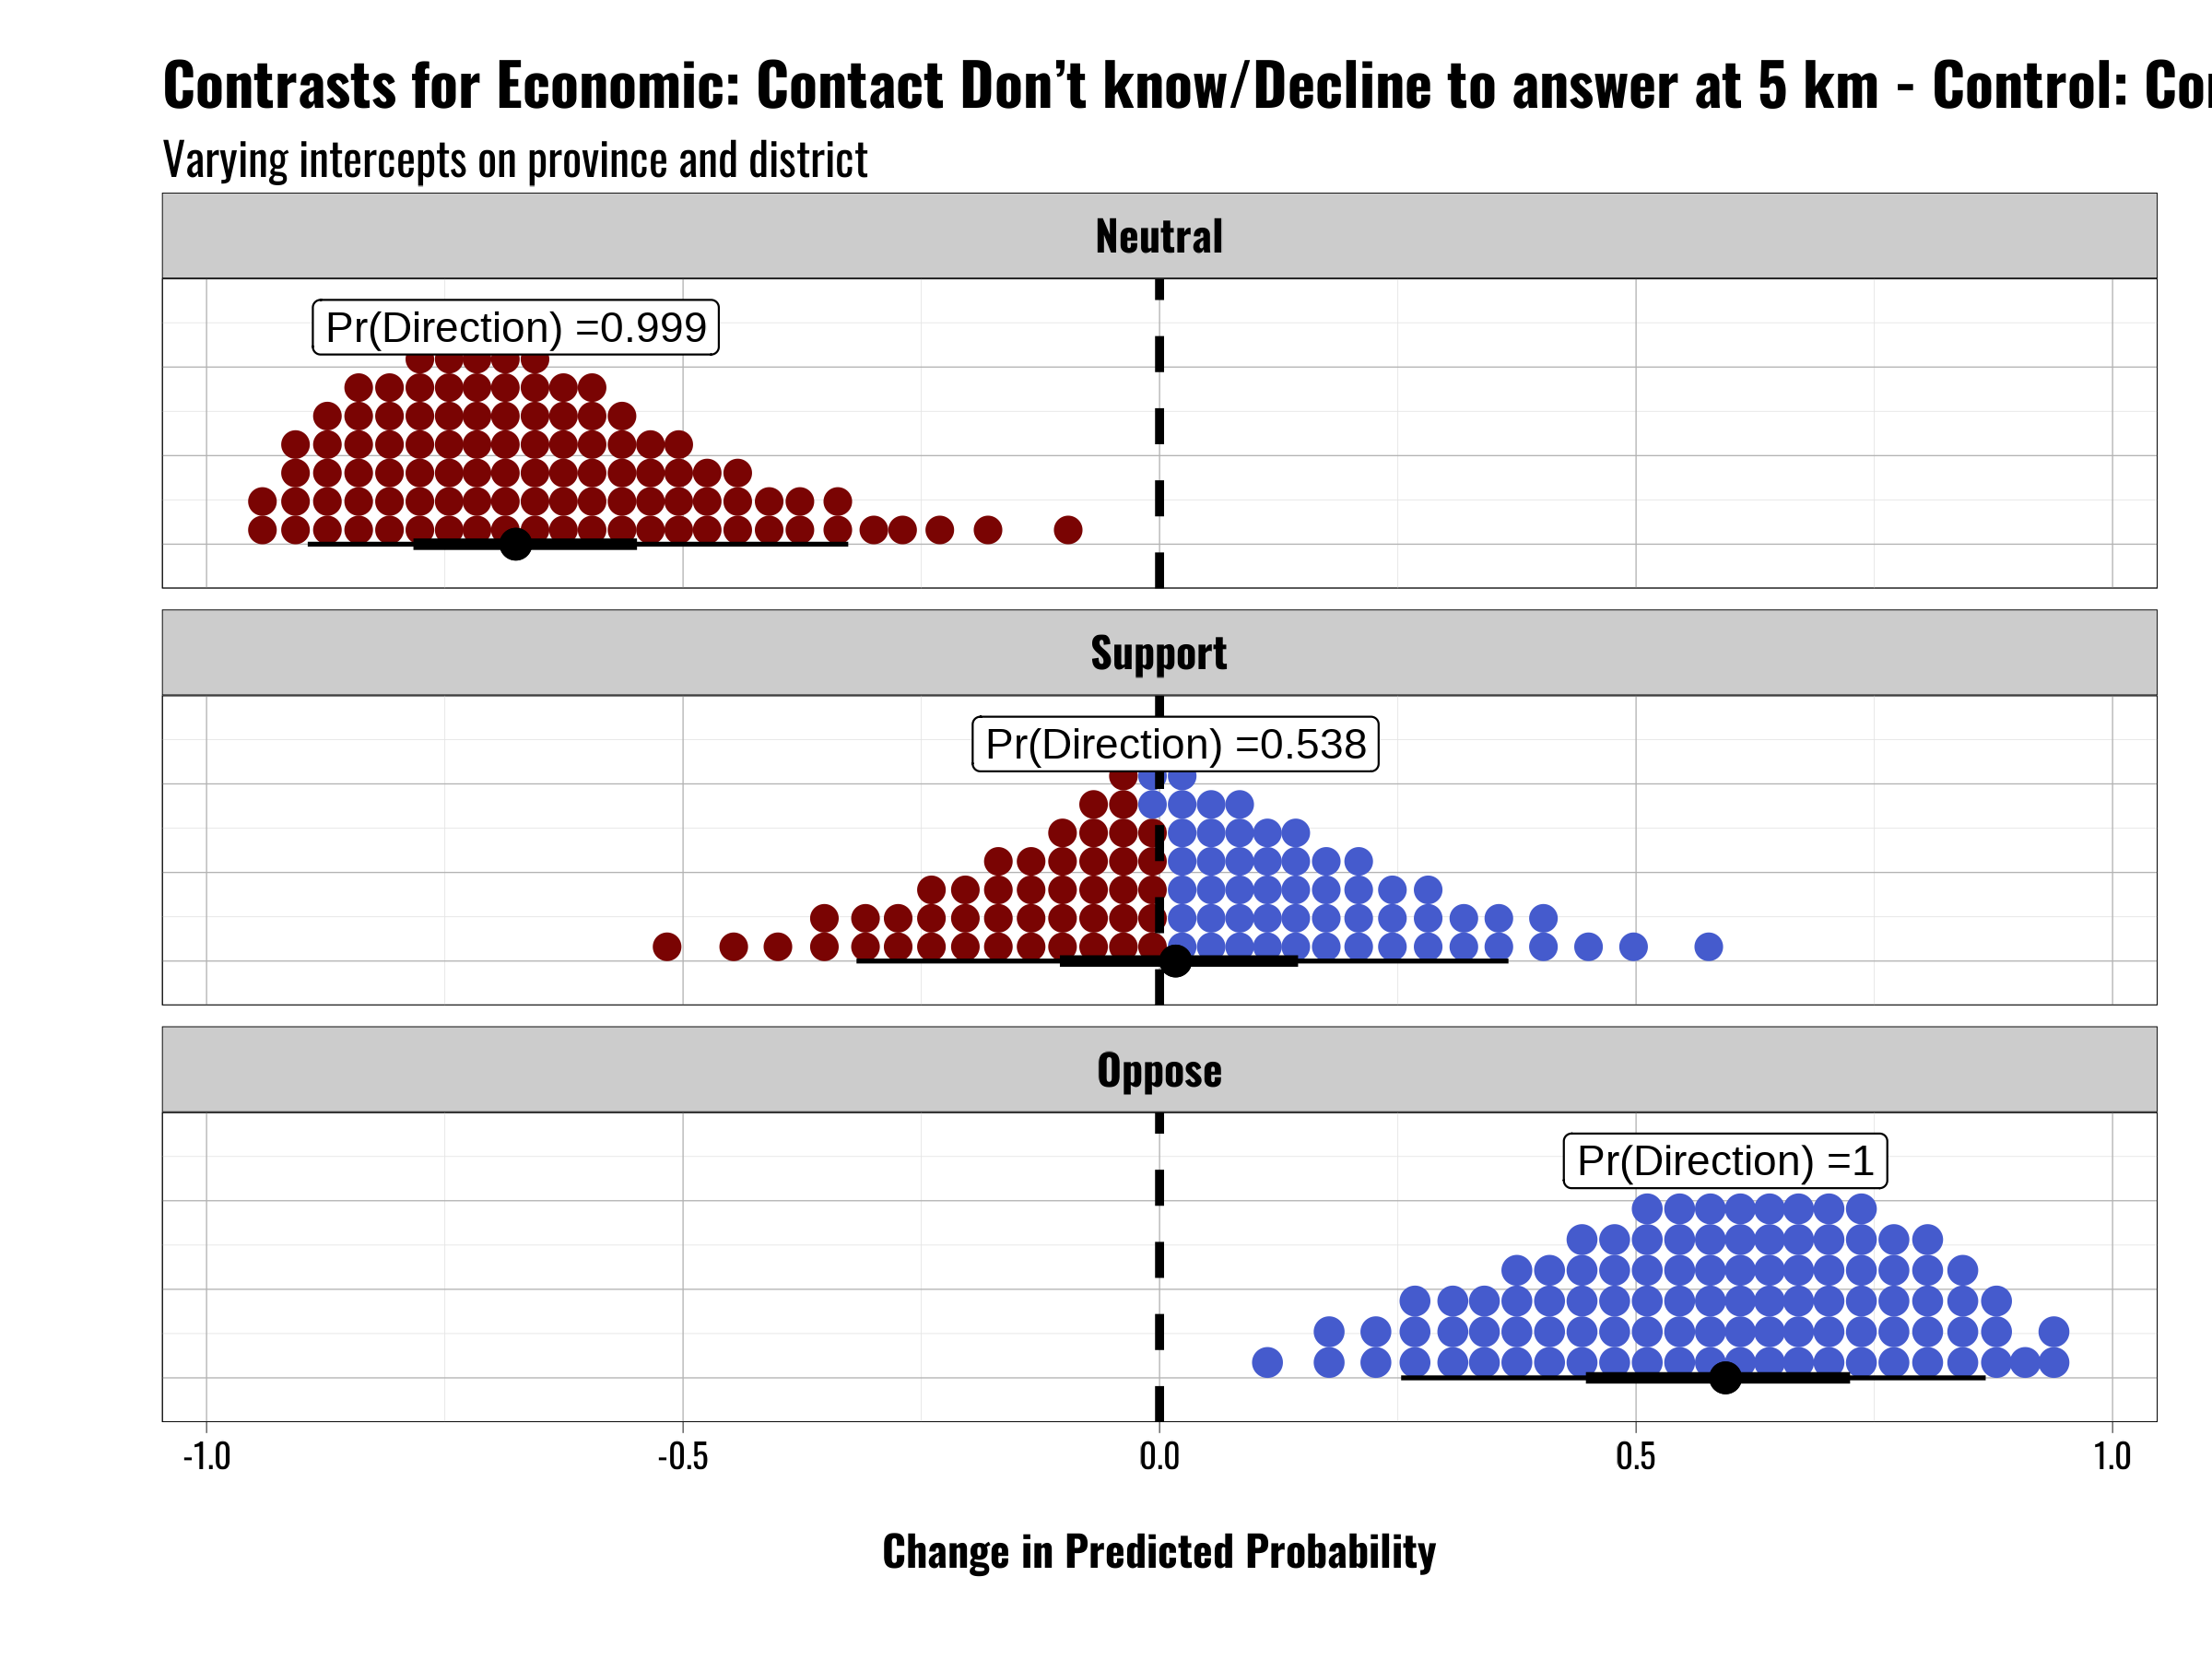 Contrasts for Economic: Contact Don’t know/Decline to answer at 5 km - Control:
Varying intercepts on province and district
Neutral
Pr(Direction) =0.999
Support
Pr(Direction) =0.538
Oppose
Pr(Direction) =1
-1.0 -0.5 0.0 0.5 1.0
Change in Predicted Probability